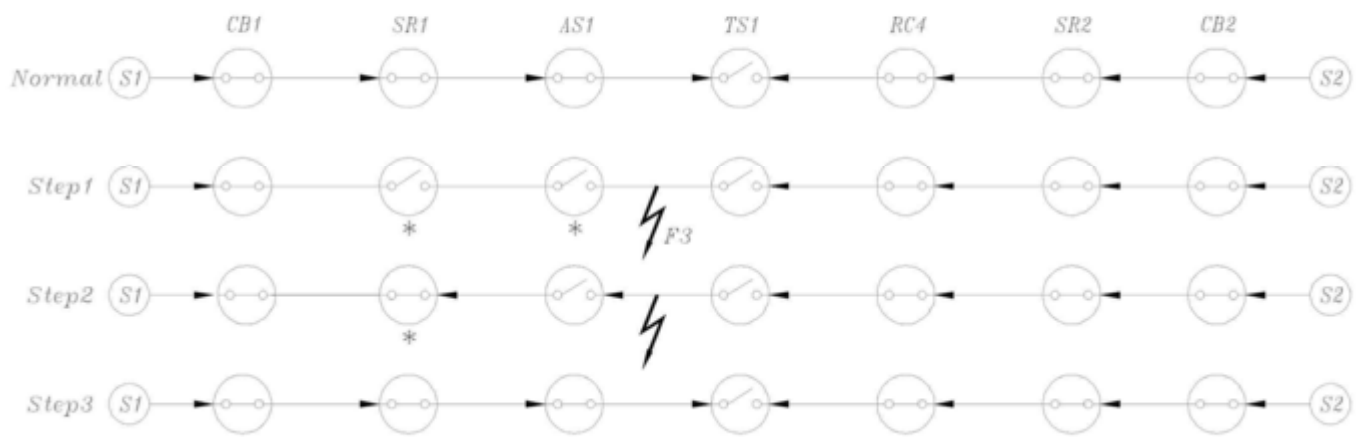 CB1 SR1 AS1 TS1 RC4 SR2 CB2
Normal S1 S2
Step1 S1 S2
* *
F3
Step2 S1 S2
*
Step3 S1 S2